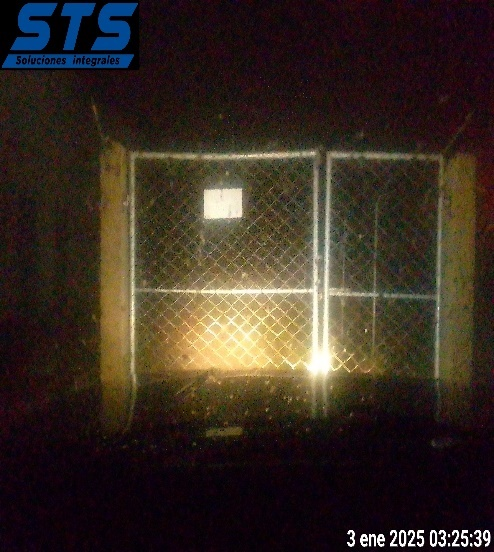 STS
Soluciones integrales
3 ene 2025 03:25:39